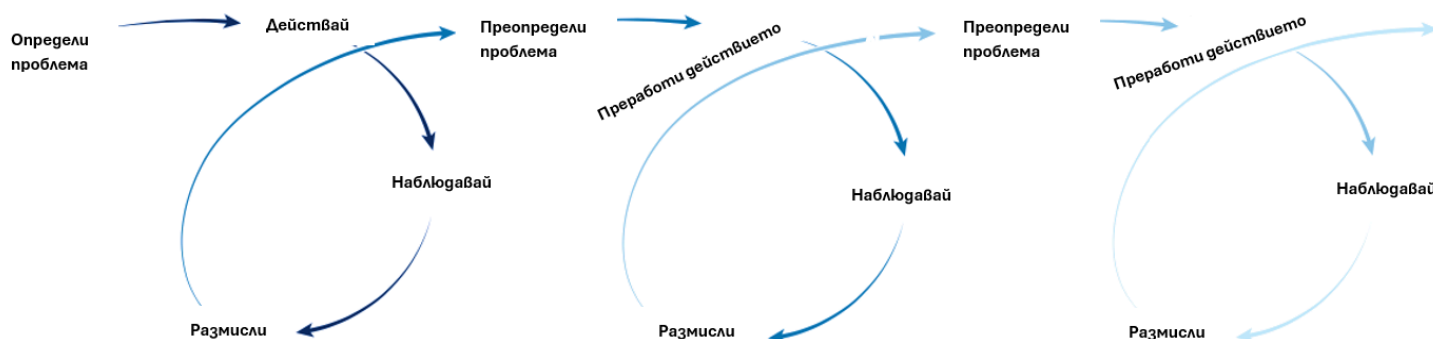 Определи
проблема
Действай
Наблюдавай
Размисли
Преопредели
проблема
Преработи действието
Наблюдавай
Размисли
Преопредели
проблема
Преработи действието
Наблюдавай
Размисли